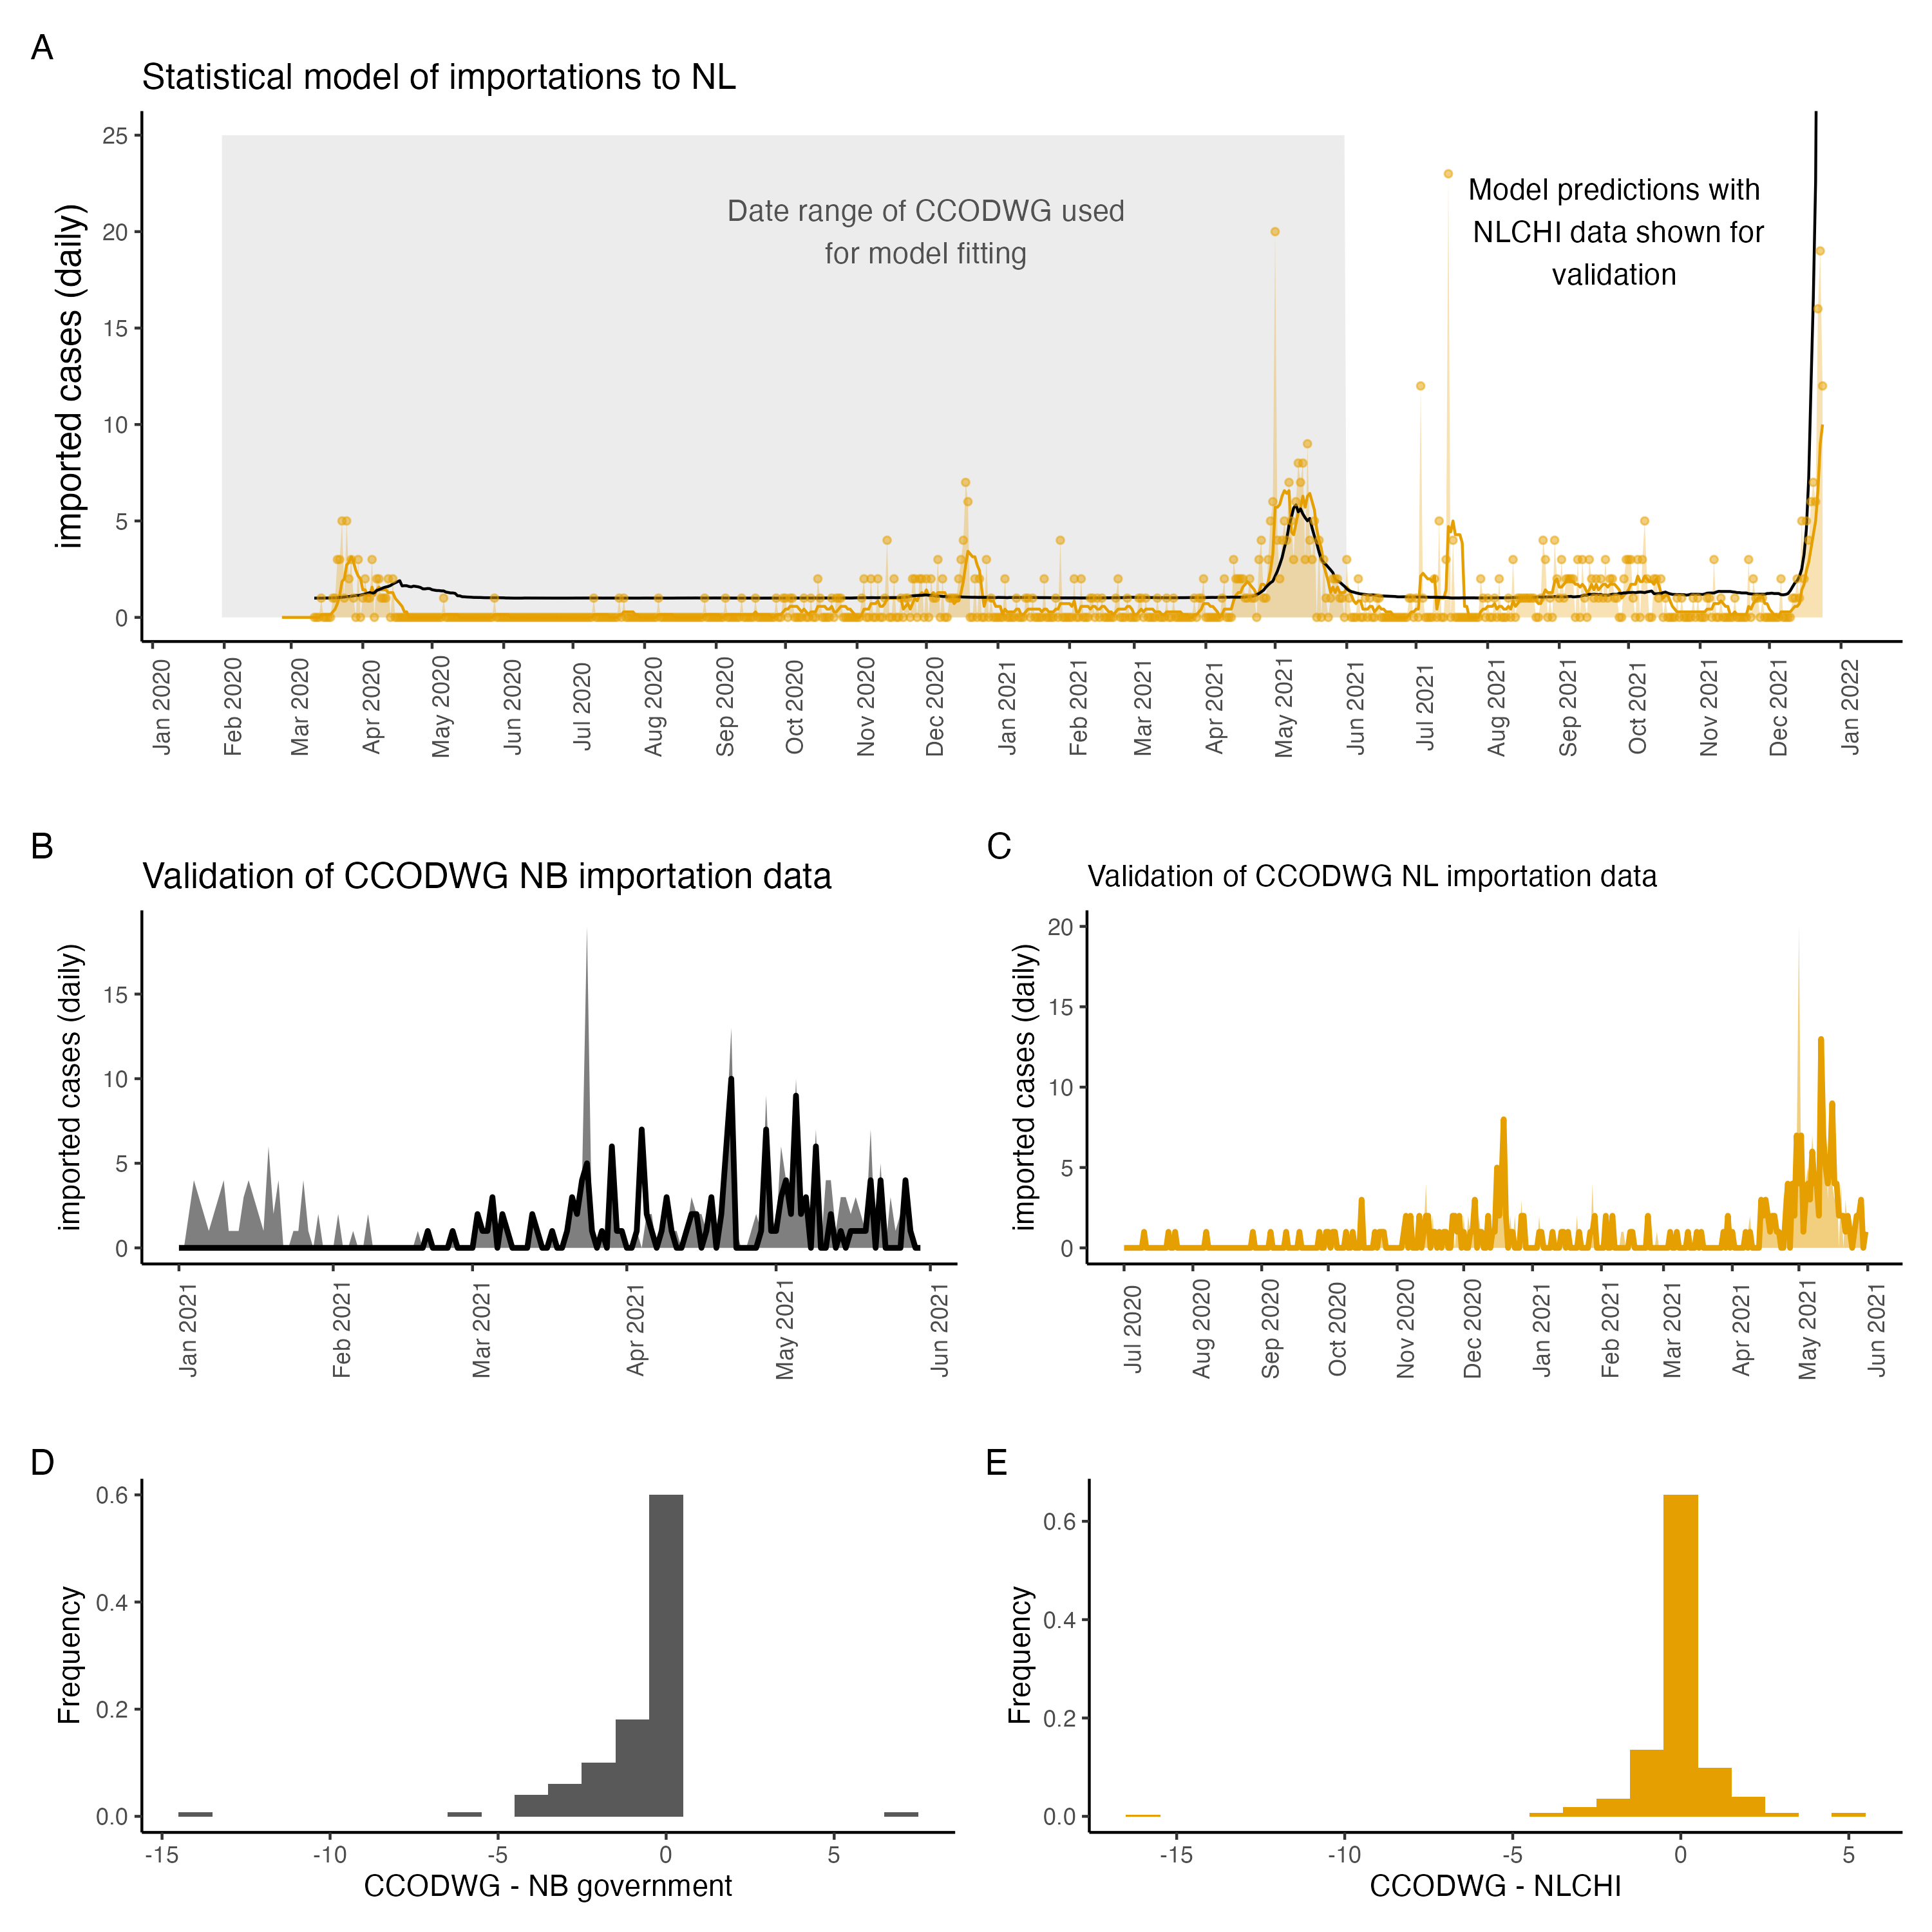 A
Statistical model of importations to NL
imported cases (daily)
25
20
15
10
5
0
Date range of CCODWG used
for model fitting
Model predictions with
NLCHI data shown for
validation
Jan 2020
Feb 2020
Mar 2020
Apr 2020
May 2020
Jun 2020
Jul 2020
Aug 2020
Sep 2020
Oct 2020
Nov 2020
Dec 2020
Jan 2021
Feb 2021
Mar 2021
Apr 2021
May 2021
Jun 2021
Jul 2021
Aug 2021
Sep 2021
Oct 2021
Nov 2021
Dec 2021
Jan 2022
B
Validation of CCODWG NB importation data
imported cases (daily)
15
10
5
0
Jan 2021
Feb 2021
Mar 2021
Apr 2021
May 2021
Jun 2021
C
Validation of CCODWG NL importation data
imported cases (daily)
20
15
10
5
0
Jul 2020
Aug 2020
Sep 2020
Oct 2020
Nov 2020
Dec 2020
Jan 2021
Feb 2021
Mar 2021
Apr 2021
May 2021
Jun 2021
D
Frequency
0.6
0.4
0.2
0.0
-15
-10
-5
0
5
CCODWG - NB government
E
Frequency
0.6
0.4
0.2
0.0
-15
-10
-5
0
5
CCODWG - NLCHI